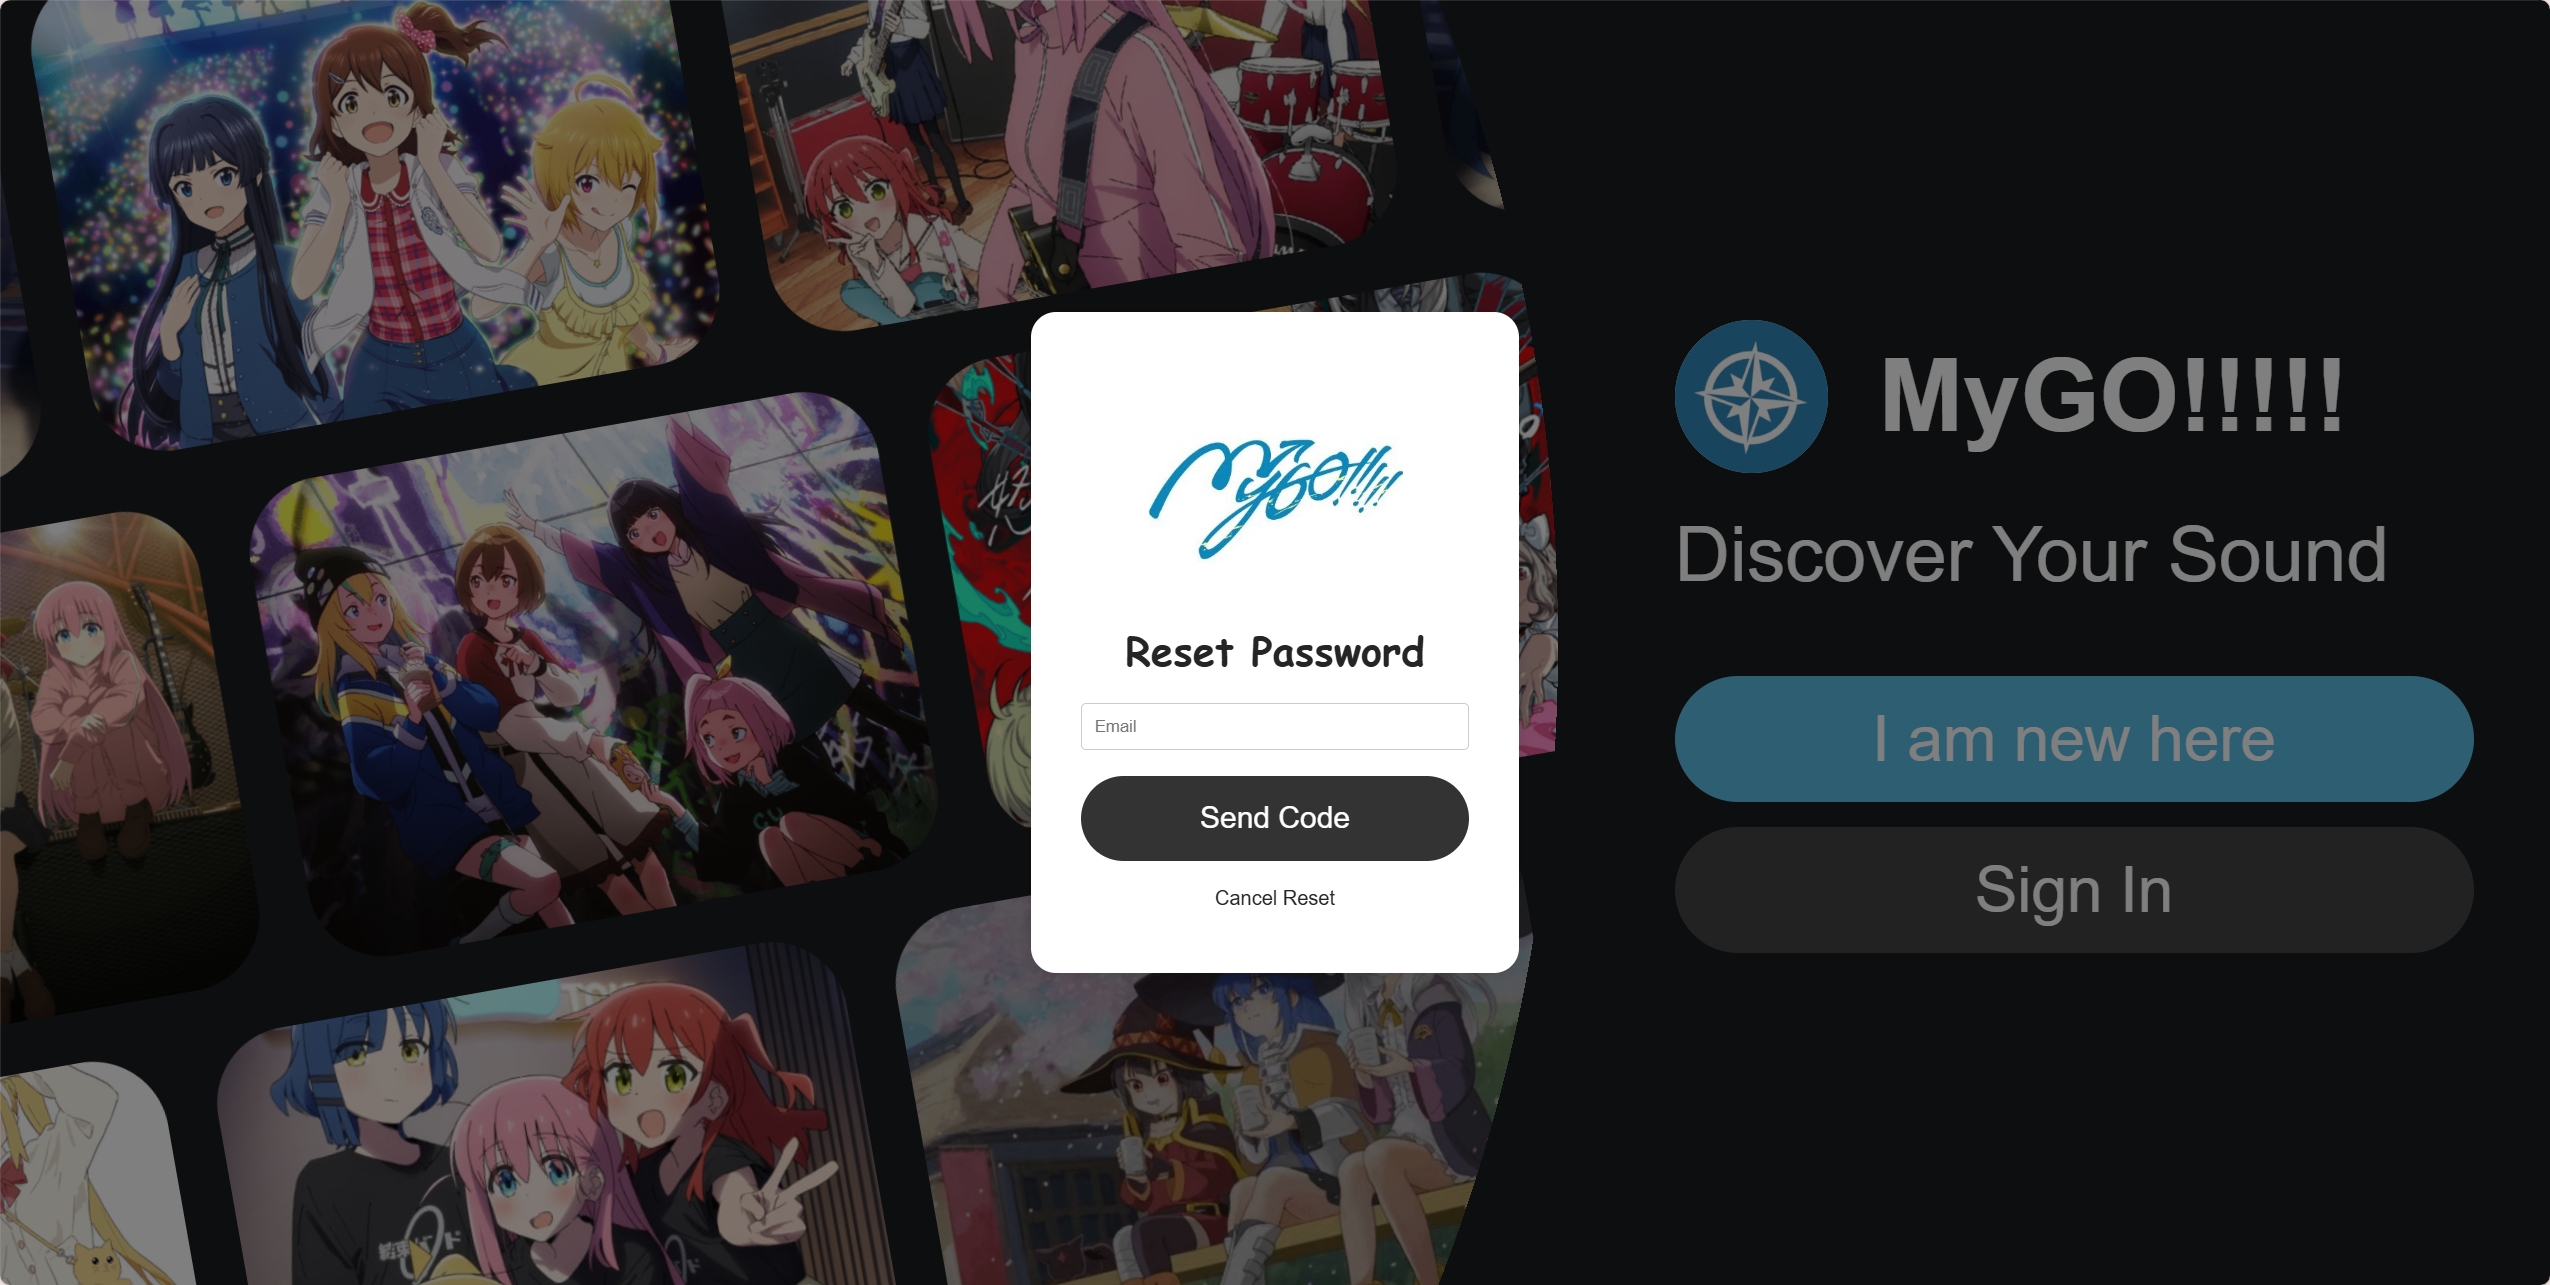 MyGO!!!!!
Reset Password
Email
Send Code
Cancel Reset
MyGO!!!!!
Discover Your Sound
I am new here
Sign In